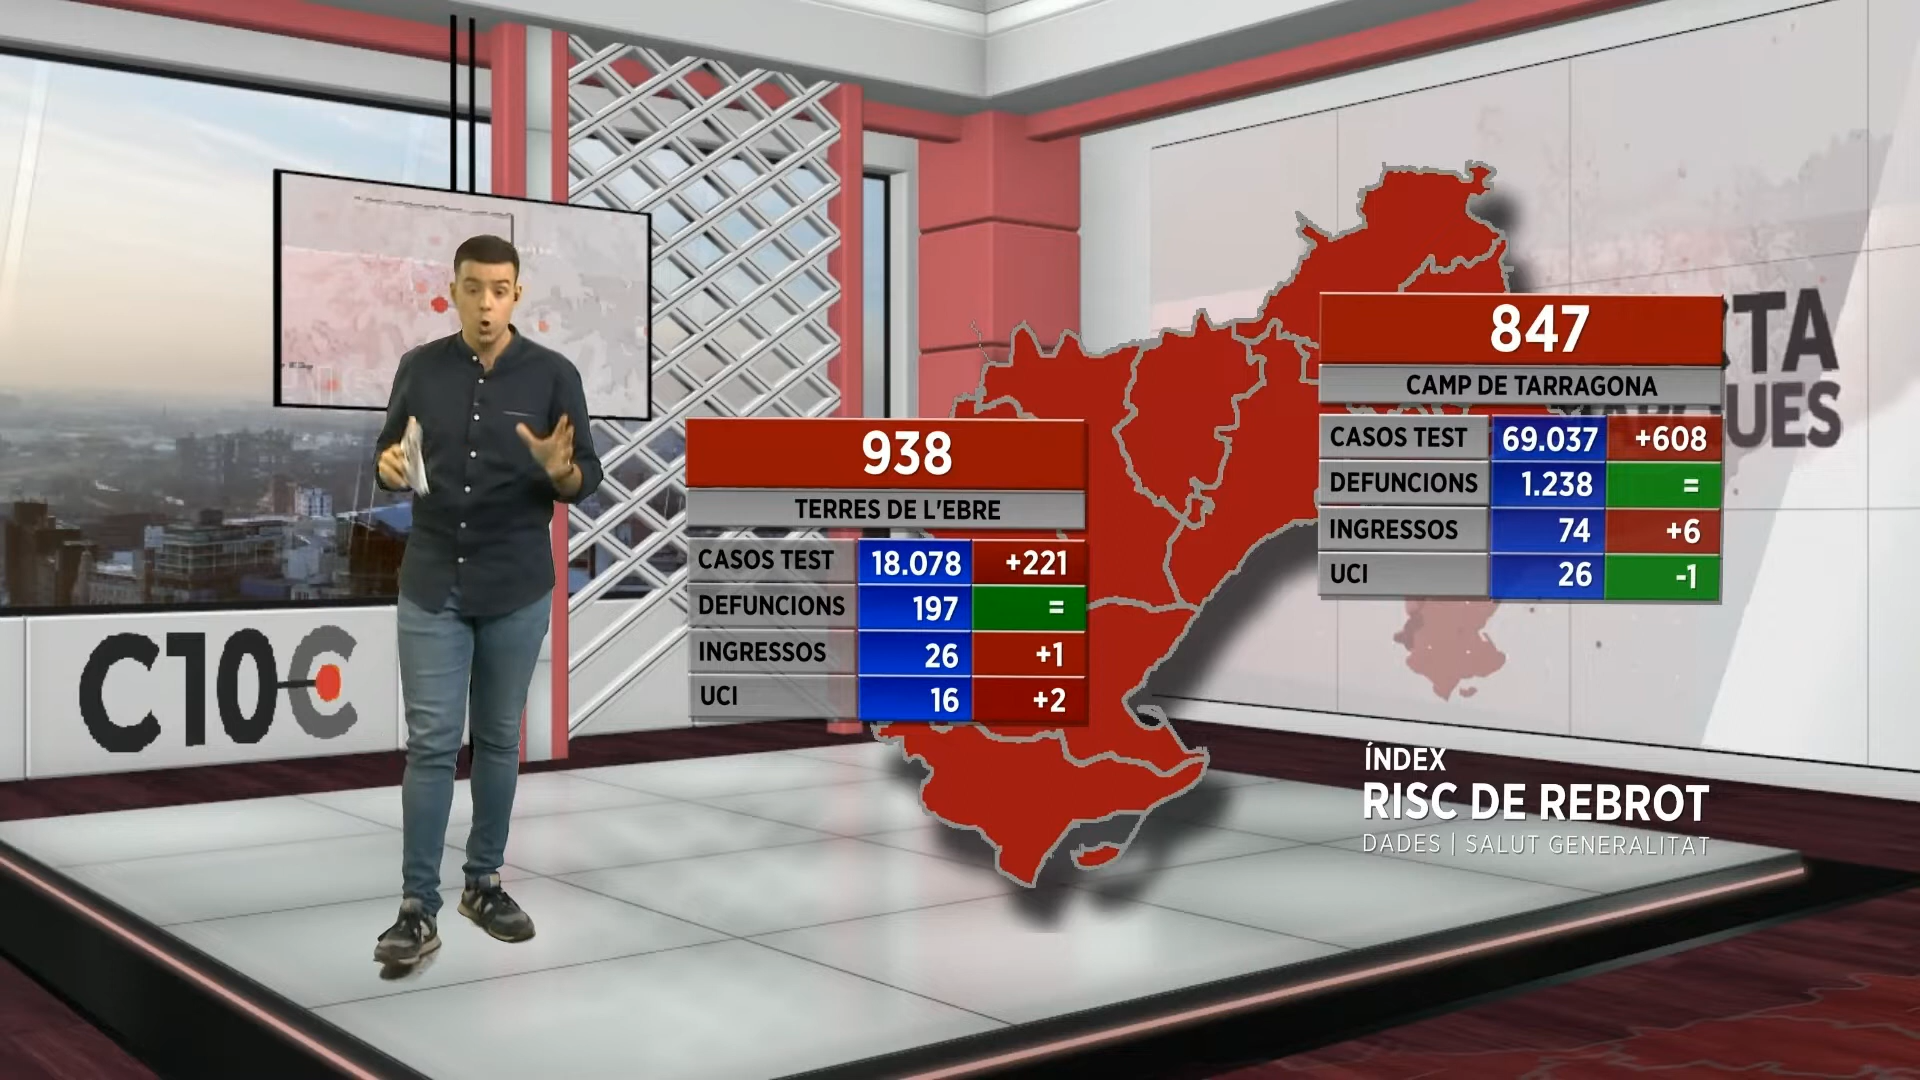 938
TERRES DE L'EBRE
CASOS TEST 18.078 +221
DEFUNCIONS 197 =
INGRESSOS 26 +1
UCI 16 +2
847
CAMP DE TARRAGONA
CASOS TEST 69.037 +608
DEFUNCIONS 1.238 =
INGRESSOS 74 +6
UCI 26 -1
ÍNDEX
RISC DE REBROT
DADES | SALUT GENERALITAT
C10C